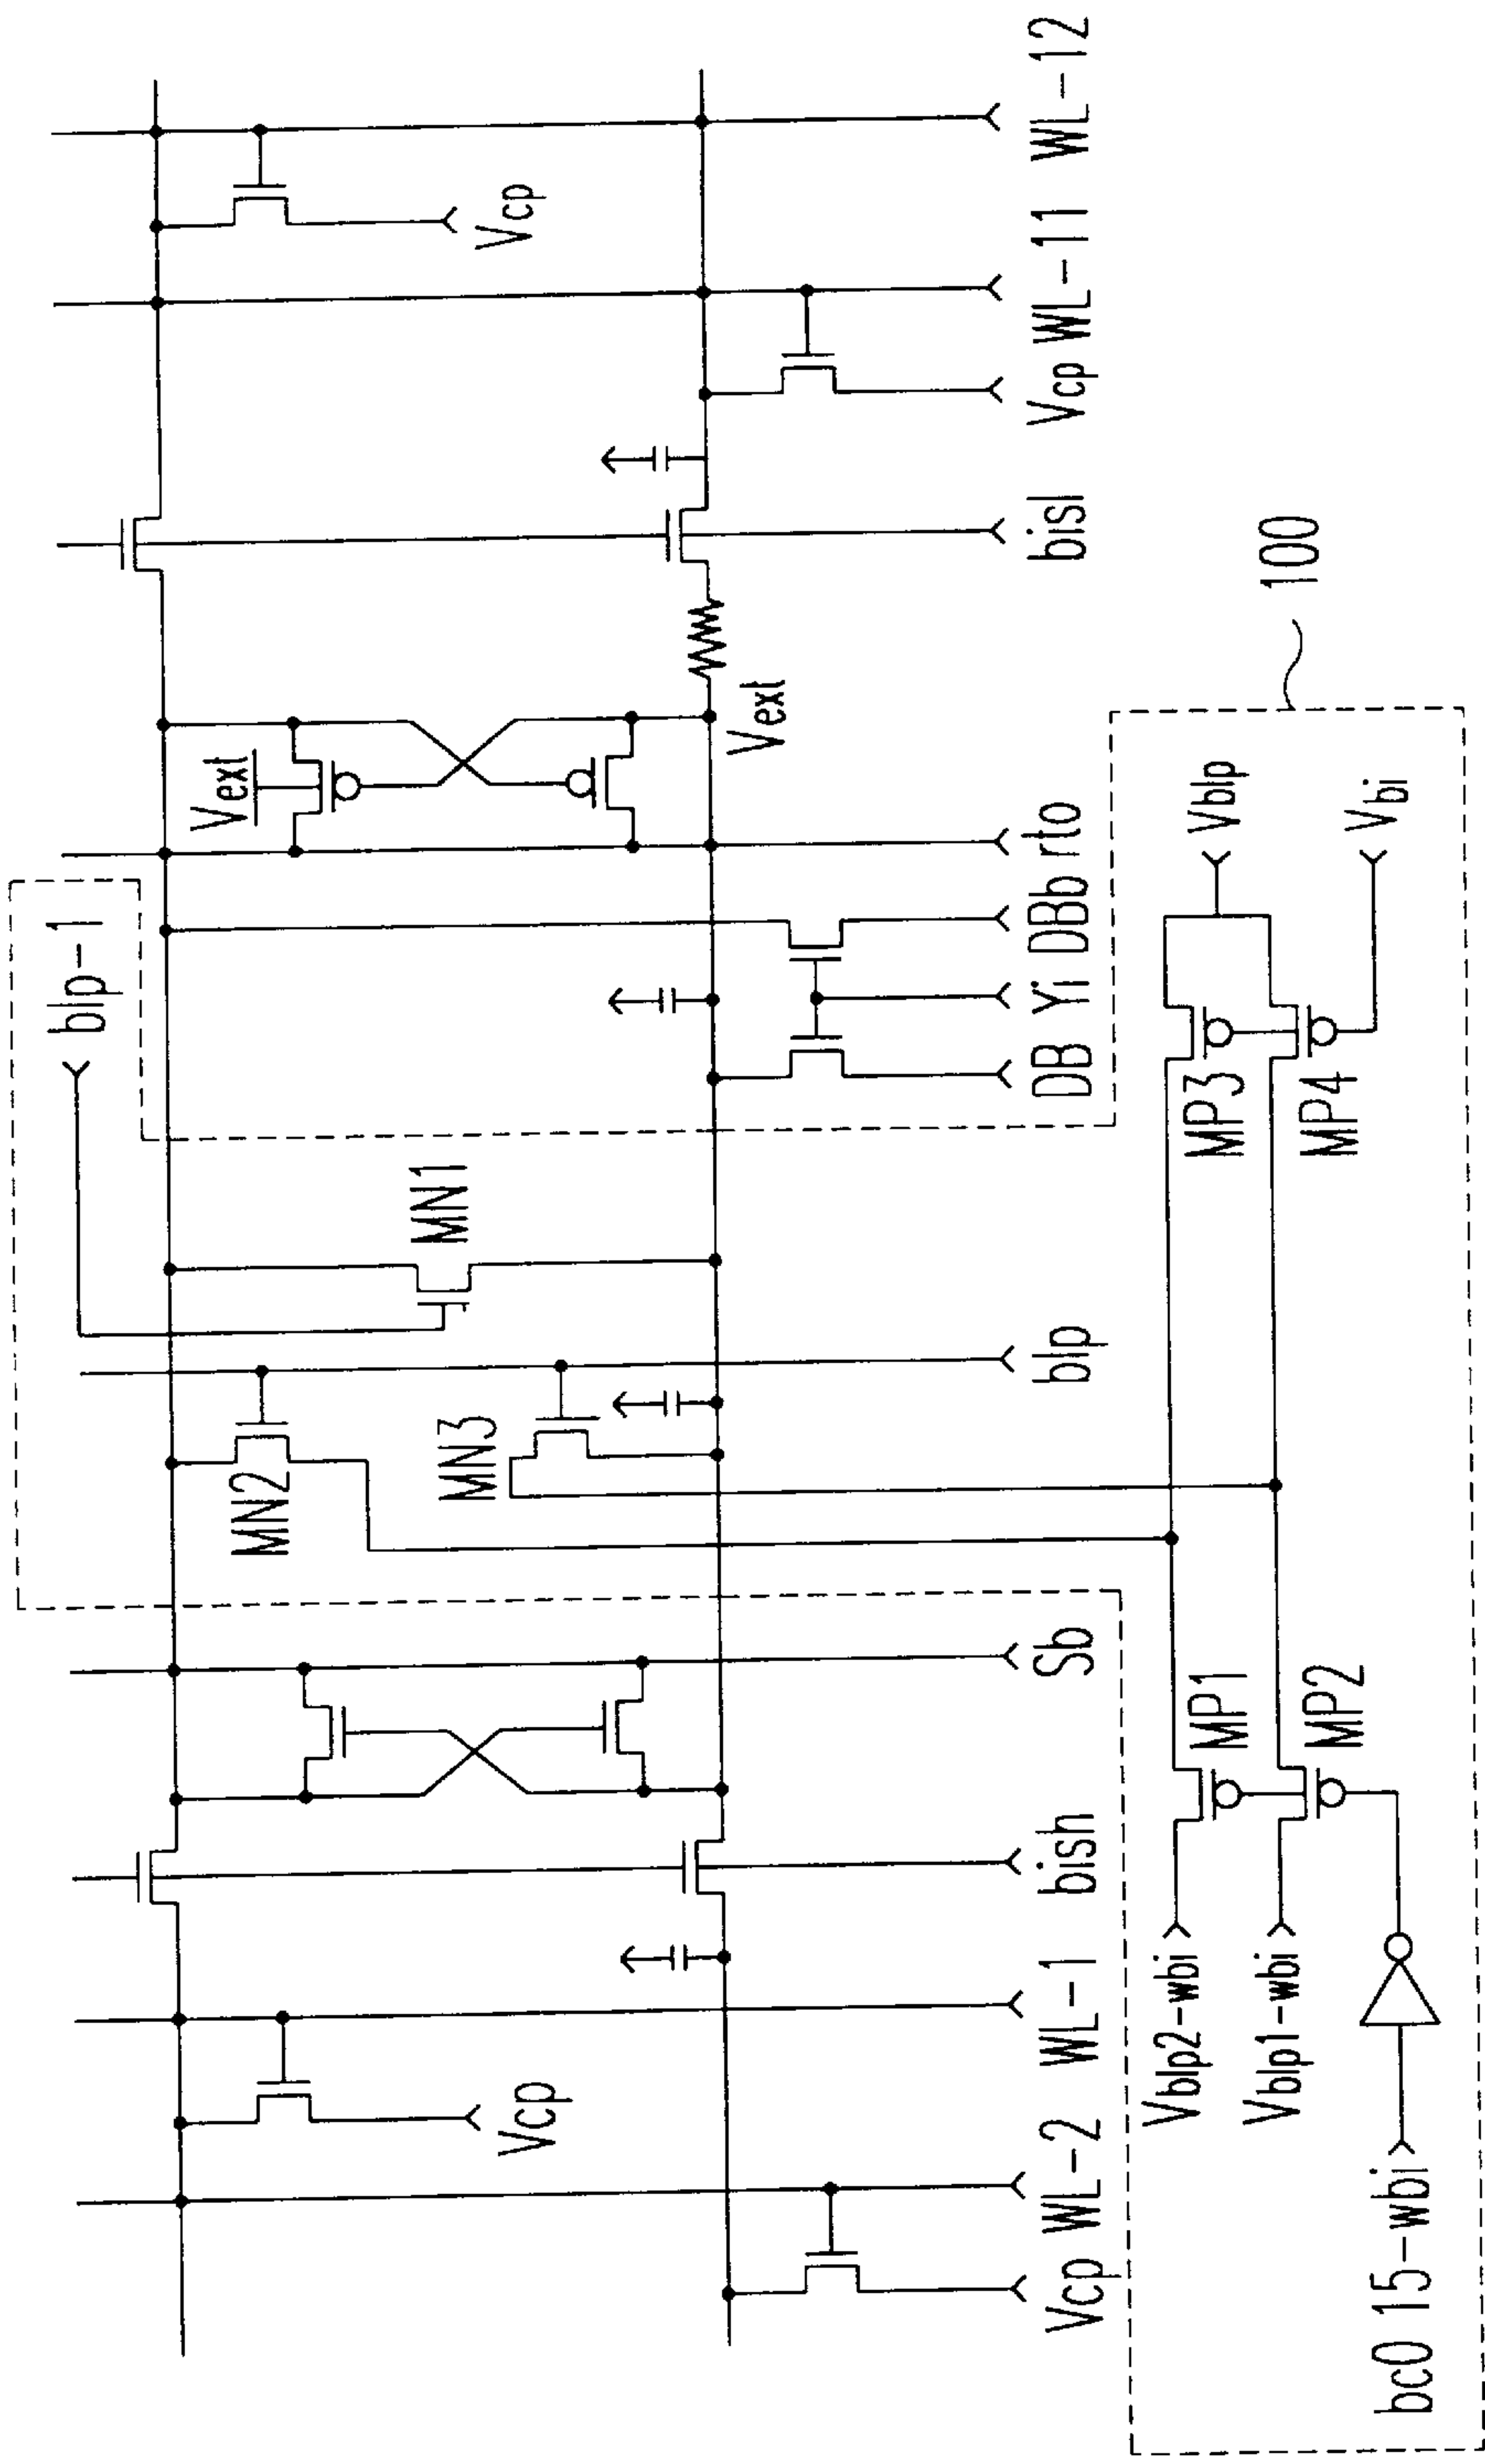 blp-1
Vext
MN2
MN1
MN3
Vcp
Vcp
Vext
Vcp
WL-2
WL-1
bish
Sb
blp
DB
Yi
DBb
rto
bisl
Vcp
WL-11
WL-12
Vblp2-wbi
MP1
MP3
Vblp
100
Vblp1-wbi
MP2
MP4
Vbi
bc0 15-wbi